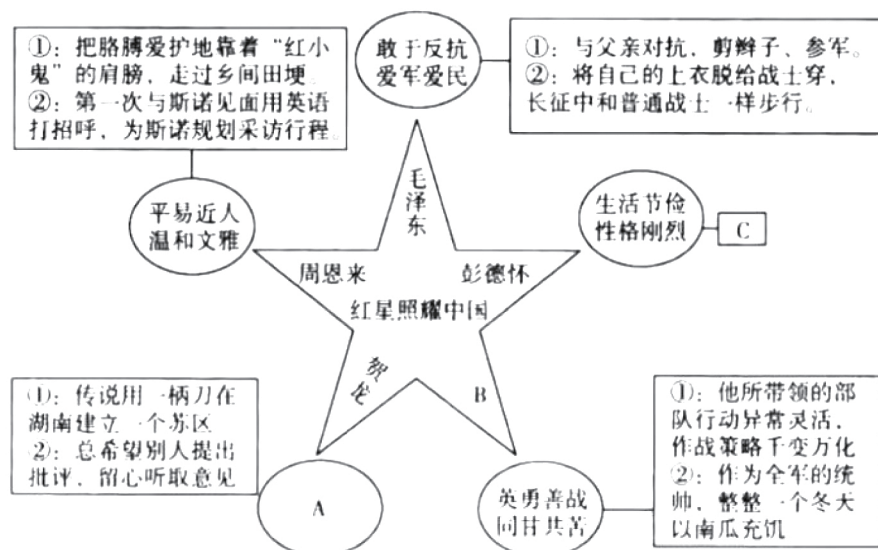 ①：把胳膊爱护地靠着“红小
鬼”的肩膀，走过乡间田埂。
②：第一次与斯诺见面用英语
打招呼，为斯诺规划采访行程。
敢于反抗
爱军爱民
①：与父亲对抗，剪辫子、参军。
②：将自己的上衣脱给战士穿，
长征中和普通战士一样步行。
平易近人
温和文雅
毛泽东
生活节俭
性格刚烈
C
周恩来
彭德怀
红星照耀中国
贺龙
B
①：传说用一柄刀在
湖南建立一个苏区
②：总希望别人提出
批评，留心听取意见
A
英勇善战
同甘共苦
①：他所带领的部
队行动异常灵活，
作战策略千变万化
②：作为全军的统
帅，整整一个冬天
以南瓜充饥